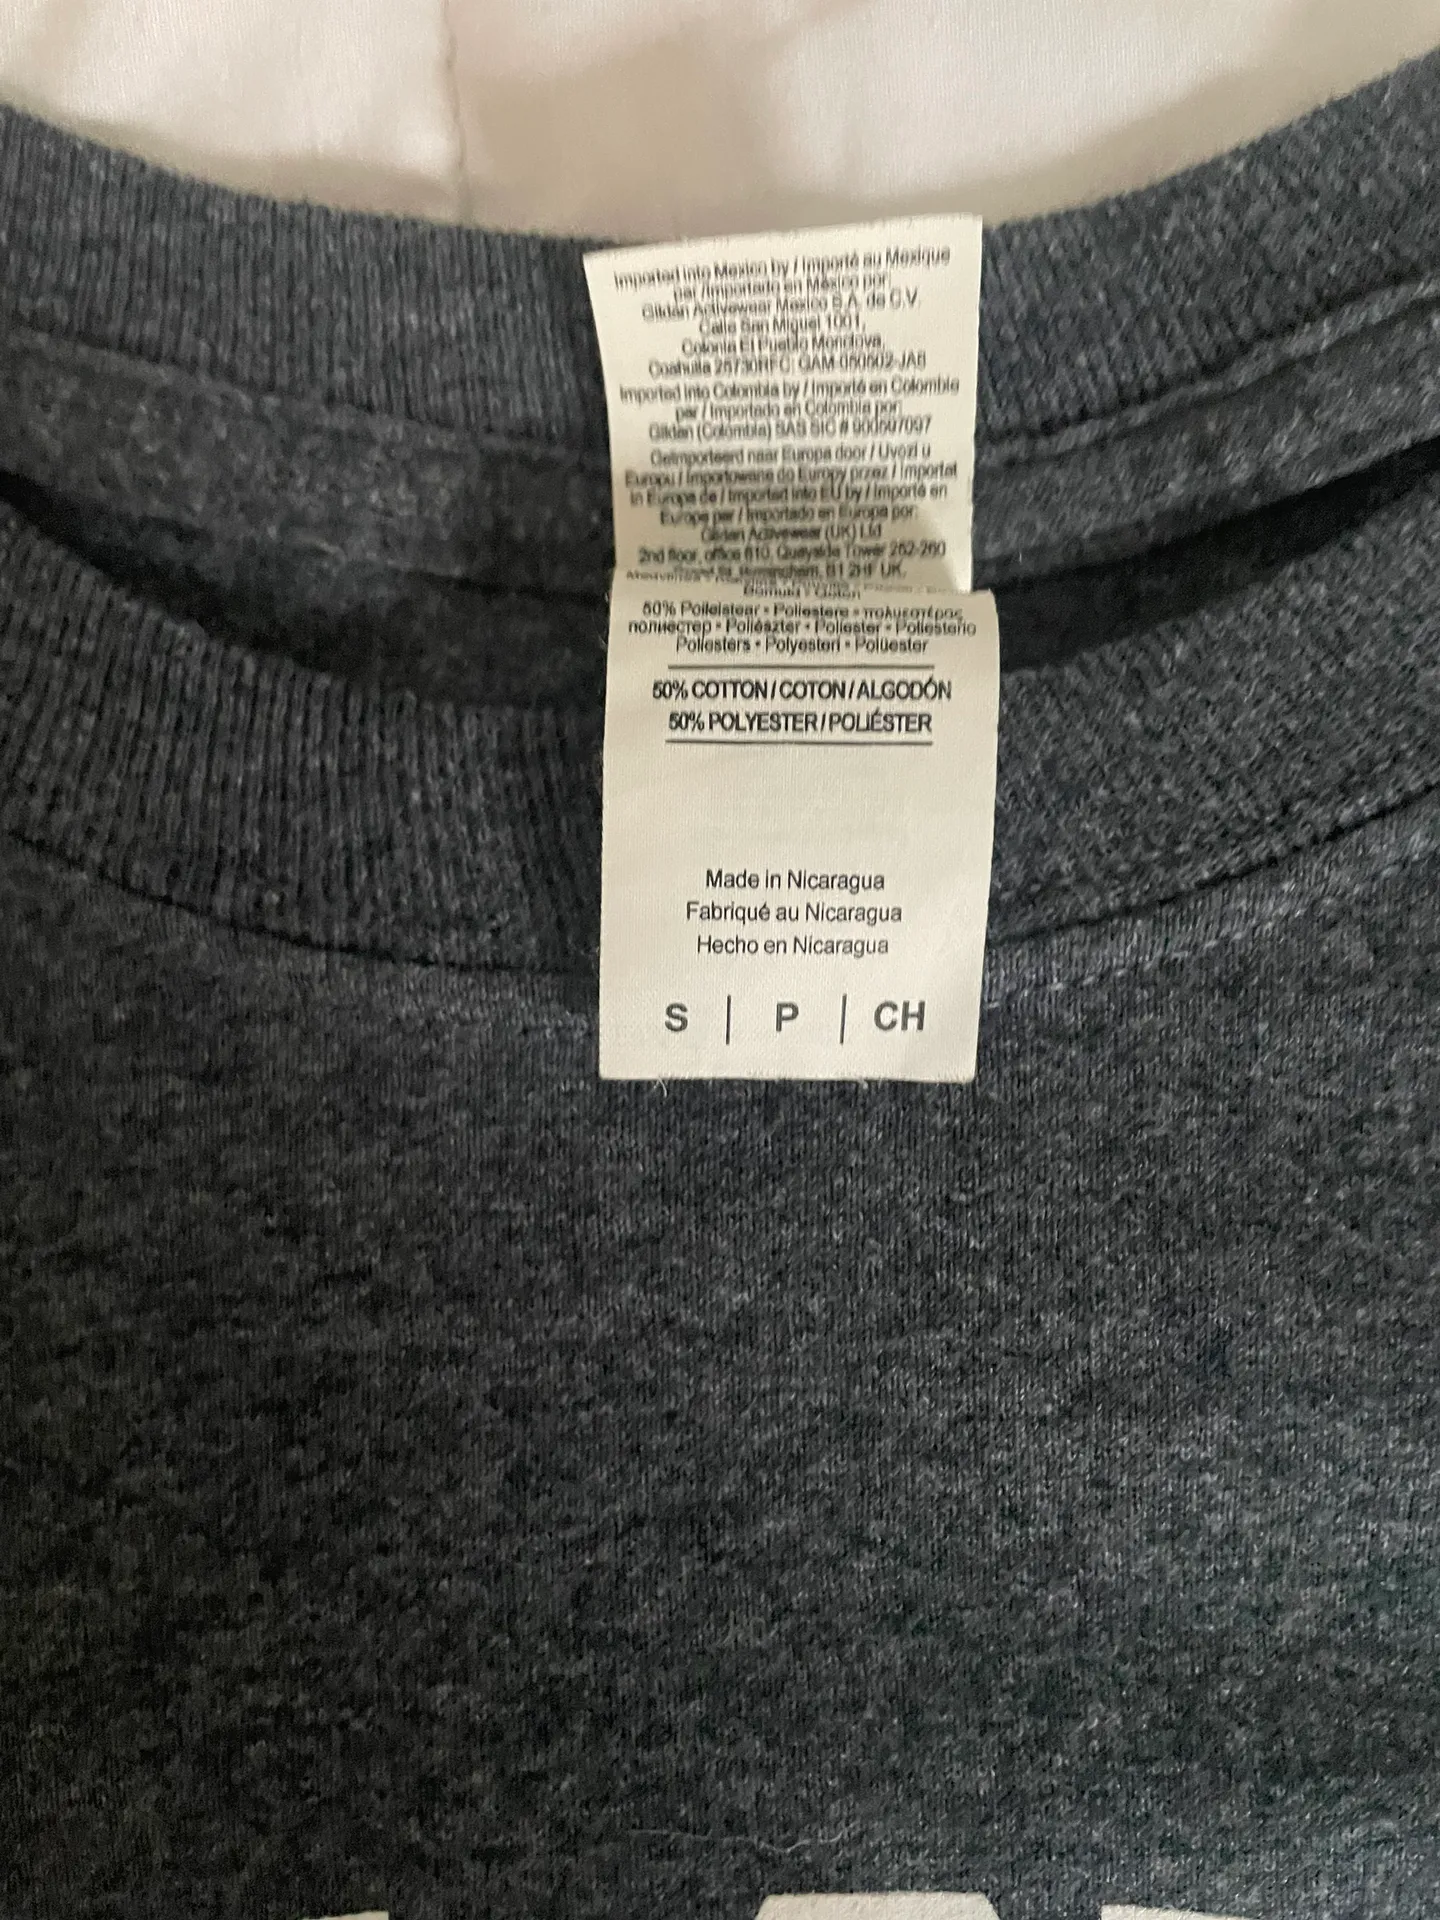 Imported into Mexico by / Importé au Mexique
par / Importado en México por:
Gildan Activewear Mexico S.A. de C.V.
Calle San Miguel 1001,
Colonia El Pueblo Monclova,
Coahuila 25730RFC:
Imported into Colombia by / Importé en Colombie
par / Importado en Colombia por:
Gildan (Colombia) SAS SIC # 900597097
Geïmporteerd naar Europa door / Uvozi u
Europu / Importowane do Europy przez / Importat
în Europa de / Imported into EU by / Importé en
Europe par / Importado en Europa por:
Gildan Activewear (UK) Ltd
2nd floor, office 610, Quayside Tower 252-260
Birmingham, B1 2HF UK.
50% Poileistear • Poliestere • πολυεστέρας
полиестер • Poliészter • Poliester • Poliesterio
Poliesters • Polyesteri • Polüester
50% COTTON / COTON / ALGODÓN
50% POLYESTER / POLIÉSTER
Made in Nicaragua
Fabriqué au Nicaragua
Hecho en Nicaragua
S | P | CH